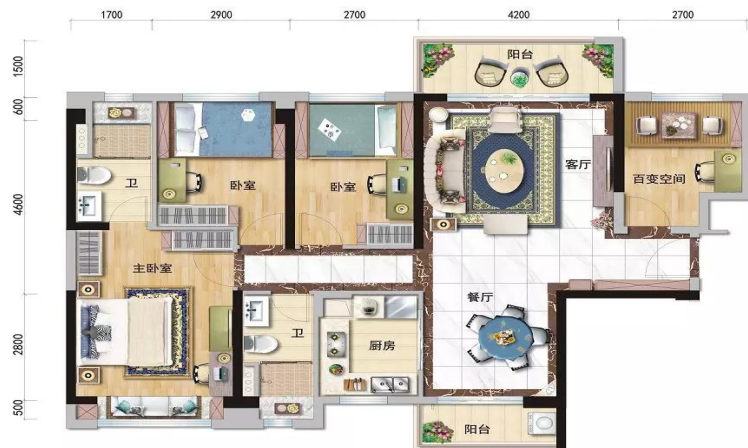 1700
2900
2700
4200
2700
1500
600
4600
2800
500
阳台
客厅
百变空间
卧室
卧室
卫
主卧室
餐厅
卫
厨房
阳台